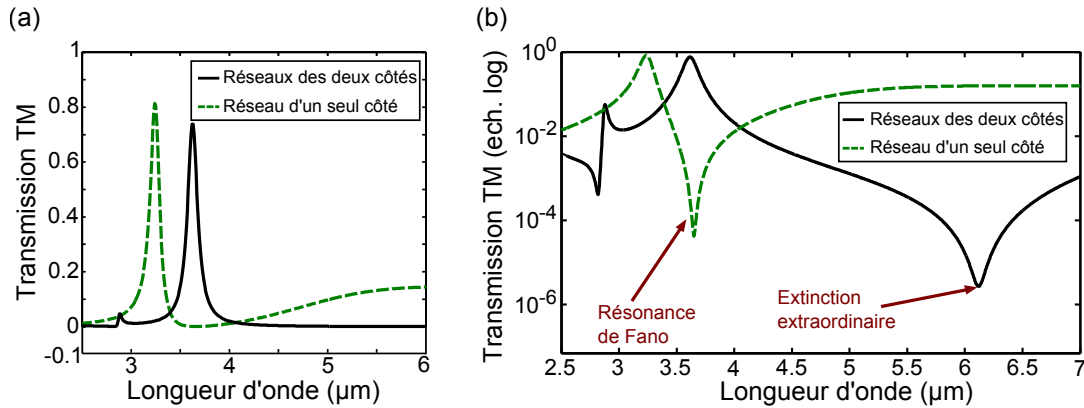 (a)
1
0.8
0.6
0.4
0.2
0
-0.1
Transmission TM
Réseaux des deux côtés
Réseau d'un seul côté
3
4
5
6
Longueur d'onde (µm)
(b)
10^0
10^-2
10^-4
10^-6
Transmission TM (ech. log)
Réseaux des deux côtés
Réseau d'un seul côté
Résonance
de Fano
Extinction
extraordinaire
2.5
3
3.5
4
4.5
5
5.5
6
6.5
7
Longueur d'onde (µm)